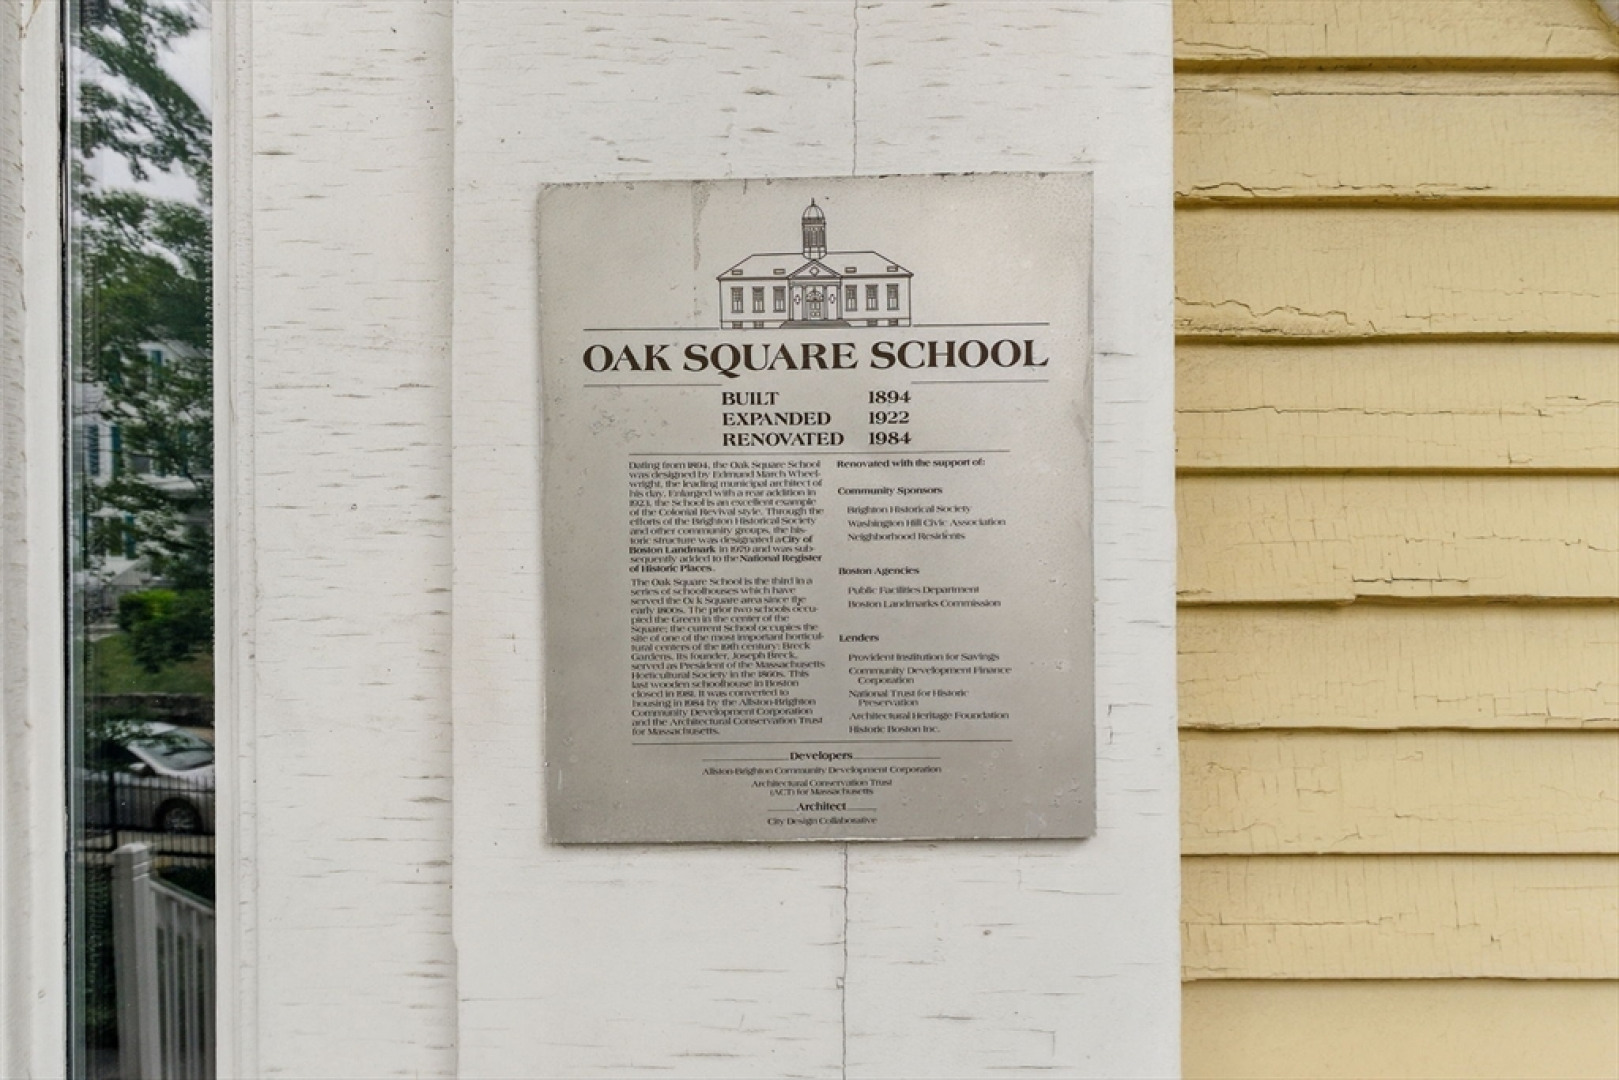 OAK SQUARE SCHOOL
BUILT 1894
EXPANDED 1922
RENOVATED 1984
Dating from 1894, the Oak Square School
was designed by Edmund March Wheel-
wright, the leading municipal architect of
his day. Enlarged with a rear addition in
1923, the School is an excellent example
of the Colonial Revival style. Through the
efforts of the Brighton Historical Society
and other community groups, the his-
toric structure was designated a City of
Boston Landmark in 1979 and was sub-
sequently added to the National Register
of Historic Places.
The Oak Square School is the third in a
series of schoolhouses which have
served the Oak Square area since the
early 1800s. The prior two schools occu-
pied the Green in the center of the
Square; the current School occupies the
site of one of the most important horticul-
tural centers of the 19th century: Breck
Gardens. Its founder, Joseph Breck,
served as President of the Massachusetts
Horticultural Society in the 1860s. This
last wooden schoolhouse in Boston
closed in 1981. It was converted to
housing in 1984 by the Allston-Brighton
Community Development Corporation
and the Architectural Conservation Trust
for Massachusetts.
Renovated with the support of:
Community Sponsors
Brighton Historical Society
Washington Hill Civic Association
Neighborhood Residents
Boston Agencies
Public Facilities Department
Boston Landmarks Commission
Lenders
Provident Institution for Savings
Community Development Finance
Corporation
National Trust for Historic
Preservation
Architectural Heritage Foundation
Historic Boston Inc.
Developers
Allston-Brighton Community Development Corporation
Architectural Conservation Trust
(ACT) for Massachusetts
Architect
City Design Collaborative